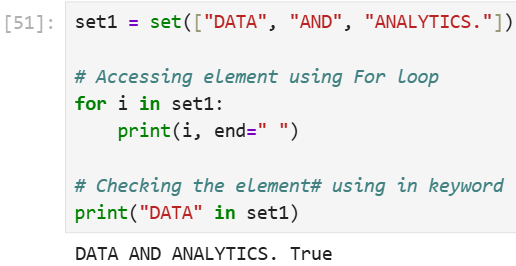 [51]: set1 = set(["DATA", "AND", "ANALYTICS."])
# Accessing element using For loop
for i in set1:
    print(i, end=" ")
# Checking the element# using in keyword
print("DATA" in set1)
DATA AND ANALYTICS. True